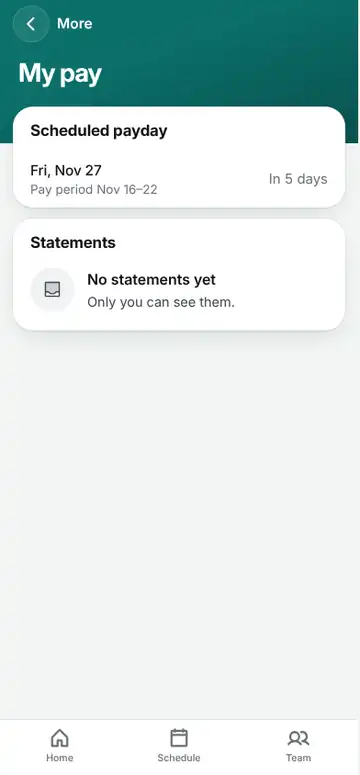 More
My pay
Scheduled payday
Fri, Nov 27
Pay period Nov 16–22
In 5 days
Statements
No statements yet
Only you can see them.
Home
Schedule
Team